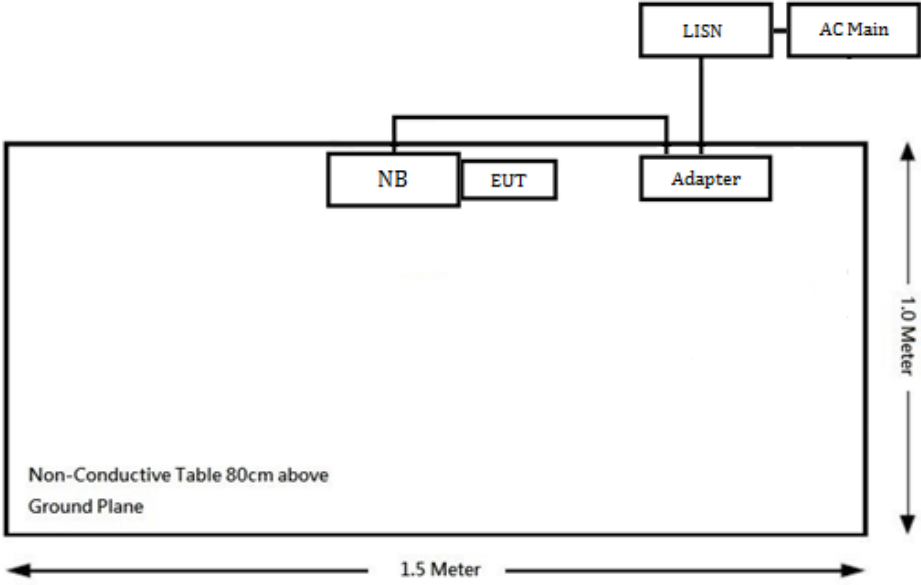 LISN
AC Main
NB
EUT
Adapter
1.0 Meter
Non-Conductive Table 80cm above
Ground Plane
1.5 Meter